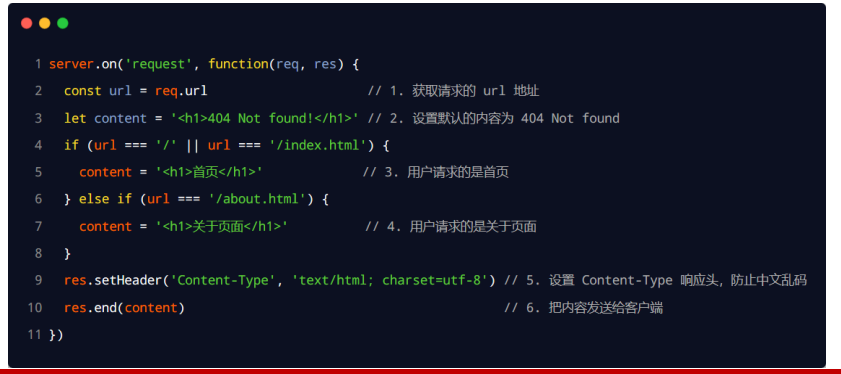 1 server.on('request', function(req, res) {
2 const url = req.url // 1. 获取请求的 url 地址
3 let content = '<h1>404 Not found!</h1>' // 2. 设置默认的内容为 404 Not found
4 if (url === '/' || url === '/index.html') {
5 content = '<h1>首页</h1>' // 3. 用户请求的是首页
6 } else if (url === '/about.html') {
7 content = '<h1>关于页面</h1>' // 4. 用户请求的是关于页面
8 }
9 res.setHeader('Content-Type', 'text/html; charset=utf-8') // 5. 设置 Content-Type 响应头，防止中文乱码
10 res.end(content) // 6. 把内容发送给客户端
11 })